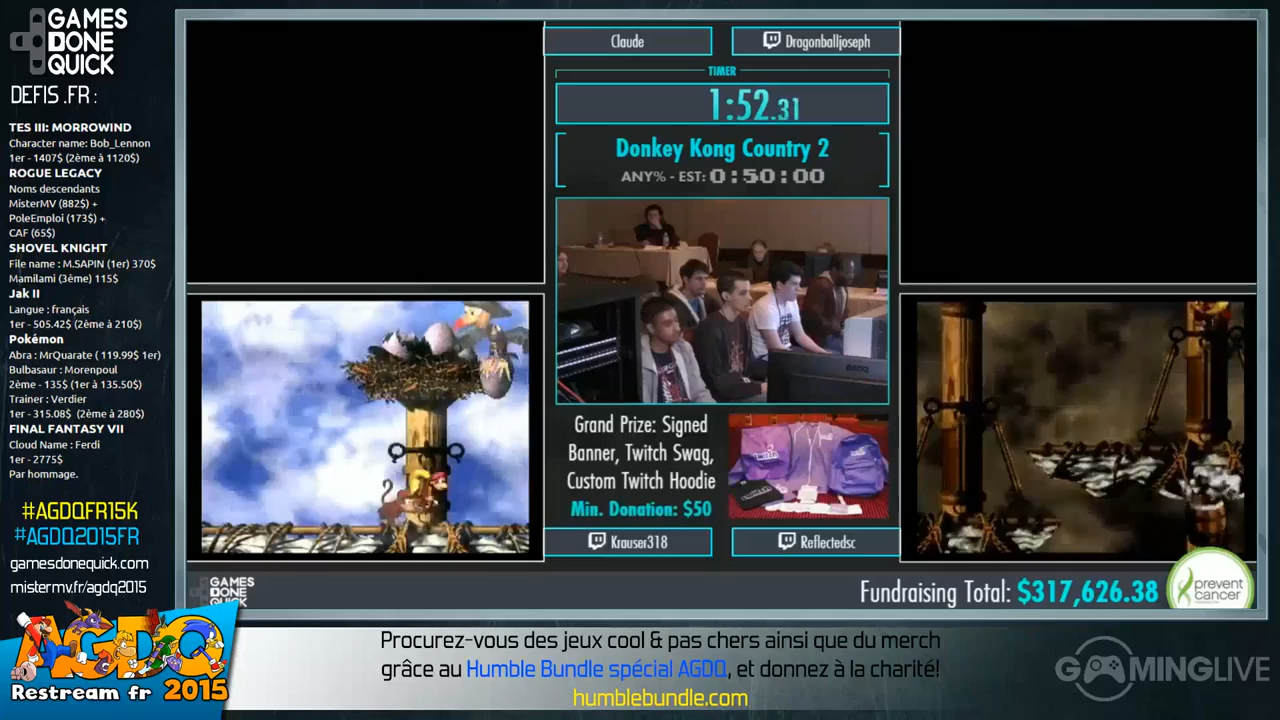 GAMES
DONE
QUICK
DEFIS .FR :
TES III: MORROWIND
Character name: Bob_Lennon
1er - 1407$ (2ème à 1120$)
ROGUE LEGACY
Noms descendants
MisterMV (882$) +
PoleEmploi (173$) +
CAF (65$)
SHOVEL KNIGHT
File name : M.SAPIN (1er) 370$
Mamilami (3ème) 115$
Jak II
Langue : français
1er - 505.42$ (2ème à 210$)
Pokémon
Abra : MrQuarate ( 119.99$ 1er)
Bulbasaur : Morenpoul
2ème - 135$ (1er à 135.50$)
Trainer : Verdier
1er - 315.08$ (2ème à 280$)
FINAL FANTASY VII
Cloud Name : Ferdi
1er - 2775$
Par hommage.
#AGDQFR15K
#AGDQ2015FR
gamesdonequick.com
mistermv.fr/agdq2015
AGDQ
Restream fr 2015
Claude
Dragonballjoseph
TIMER
1:52.31
Donkey Kong Country 2
ANY% - EST: 0:50:00
BenQ
Grand Prize: Signed
Banner, Twitch Swag,
Custom Twitch Hoodie
Min. Donation: $50
Krauser318
Reflectedsc
GAMES
DONE
QUICK
Fundraising Total: $317,626.38
prevent
cancer
Procurez-vous des jeux cool & pas chers ainsi que du merch
grâce au Humble Bundle spécial AGDQ, et donnez à la charité!
humblebundle.com
GAMINGLIVE